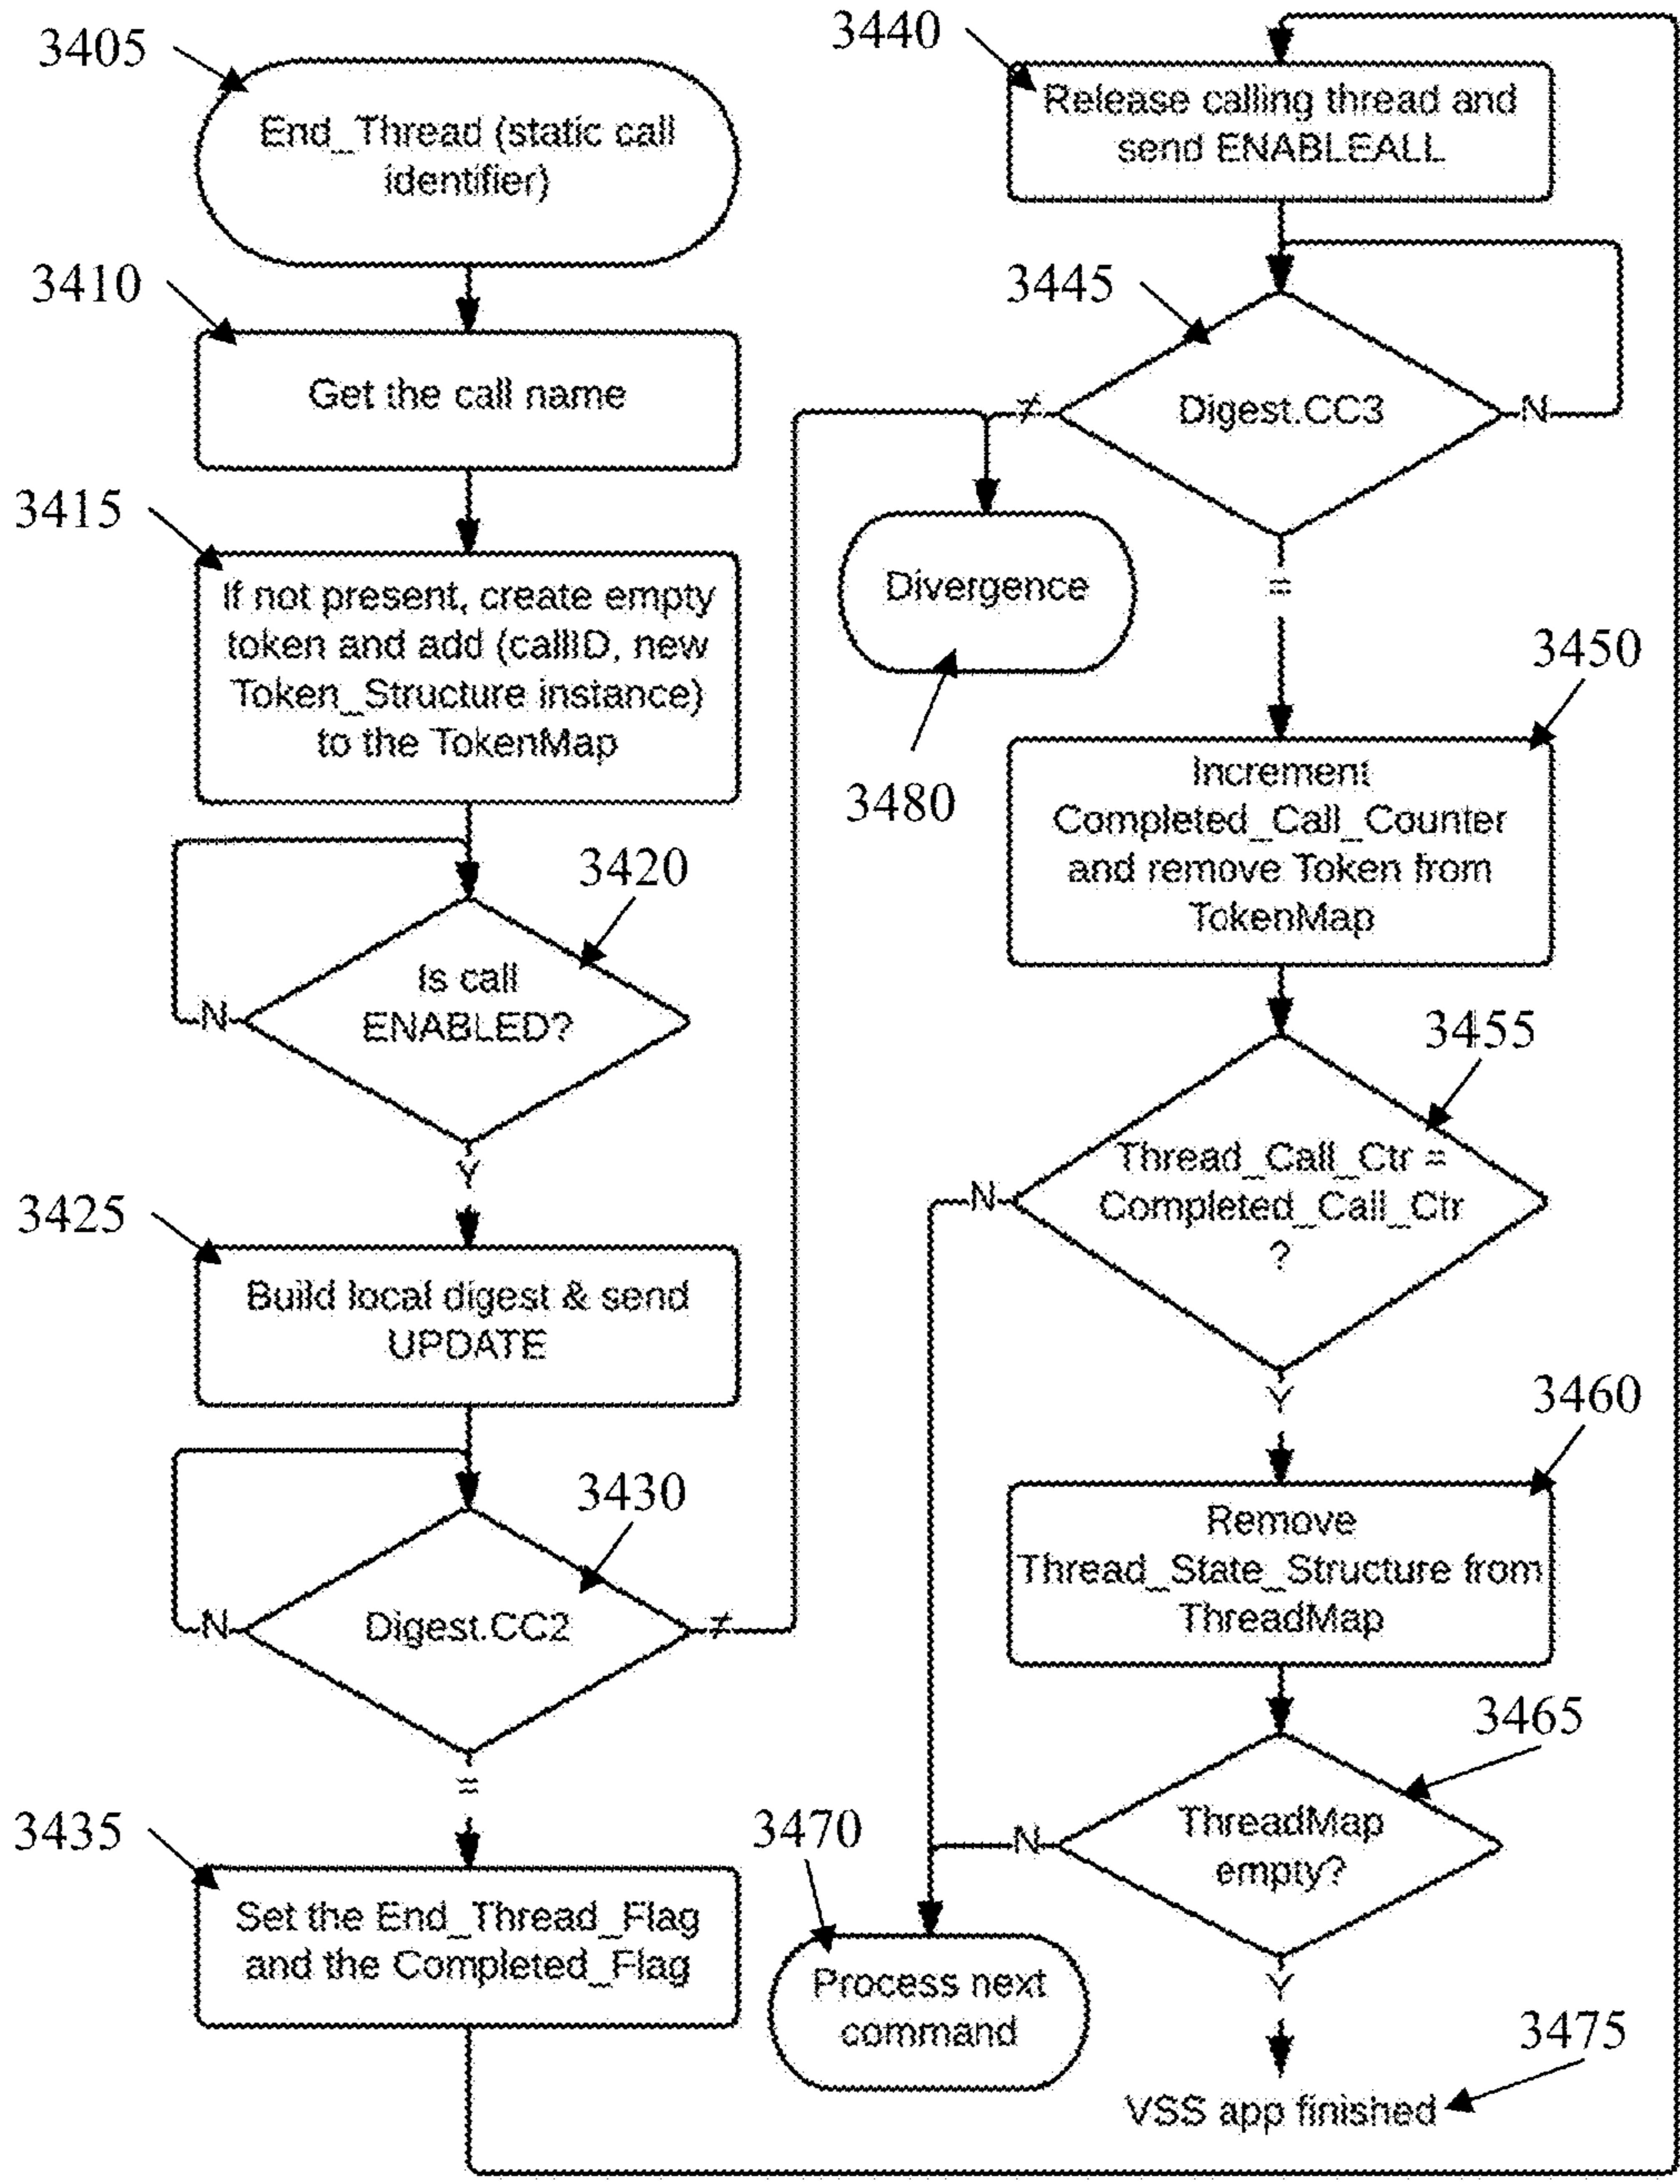 3405
End_Thread (static call
identifier)
3410
Get the call name
3415
If not present, create empty
token and add (callID, new
Token_Structure instance)
to the TokenMap
3420
Is call
ENABLED?
N
Y
3425
Build local digest & send
UPDATE
3430
Digest.CC2
N
≠
=
3435
Set the End_Thread_Flag
and the Completed_Flag
3440
Release calling thread and
send ENABLEALL
3445
Digest.CC3
≠
N
=
Divergence
3480
3450
Increment
Completed_Call_Counter
and remove Token from
TokenMap
3455
Thread_Call_Ctr =
Completed_Call_Ctr
?
N
Y
3460
Remove
Thread_State_Structure from
ThreadMap
3465
ThreadMap
empty?
N
Y
3470
Process next
command
3475
VSS app finished